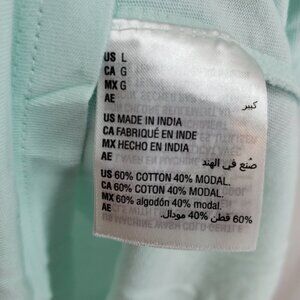 US L
CA G
MX G
AE كبير
US MADE IN INDIA
CA FABRIQUÉ EN INDE
MX HECHO EN INDIA
AE صنع في الهند
US 60% COTTON 40% MODAL.
CA 60% COTON 40% MODAL.
MX 60% algodón 40% modal.
AE 60% قطن 40% مودال.